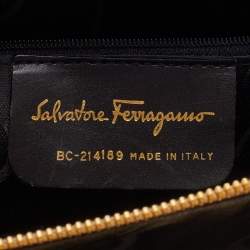 Salvatore Ferragamo
BC-214189 MADE IN ITALY